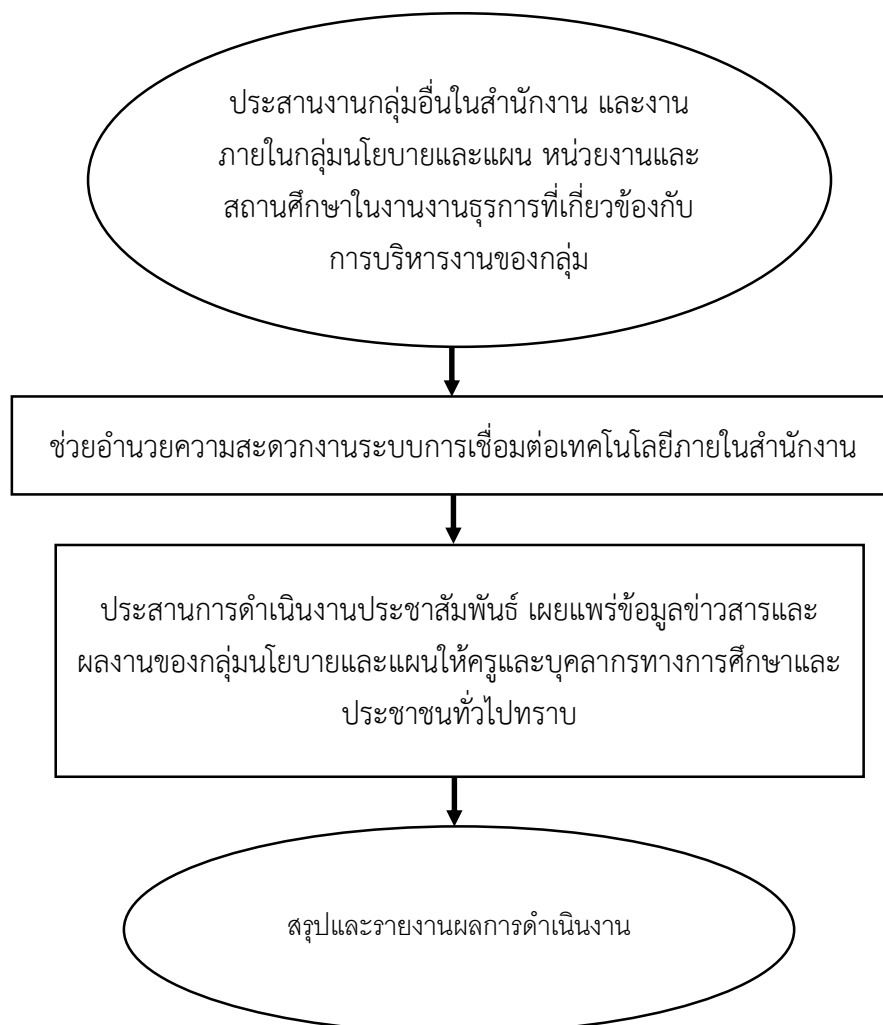 ประสานงานกลุ่มอื่นในสำนักงาน และงาน
ภายในกลุ่มนโยบายและแผน หน่วยงานและ
สถานศึกษาในงานงานธุรการที่เกี่ยวข้องกับ
การบริหารงานของกลุ่ม
ช่วยอำนวยความสะดวกงานระบบการเชื่อมต่อเทคโนโลยีภายในสำนักงาน
ประสานการดำเนินงานประชาสัมพันธ์ เผยแพร่ข้อมูลข่าวสารและ
ผลงานของกลุ่มนโยบายและแผนให้ครูและบุคลากรทางการศึกษาและ
ประชาชนทั่วไปทราบ
สรุปและรายงานผลการดำเนินงาน